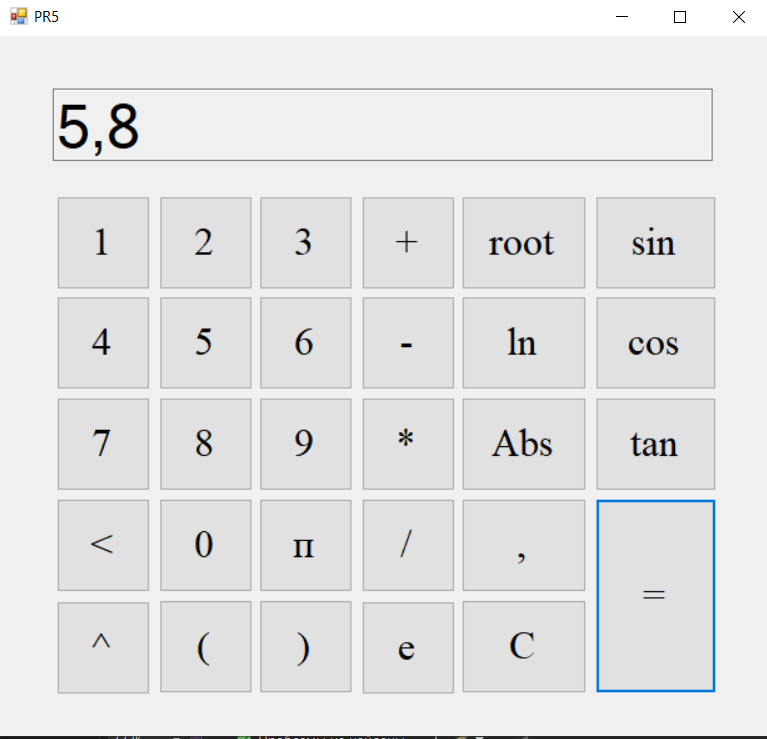 PR5
5,8
1 2 3 + root sin
4 5 6 - ln cos
7 8 9 * Abs tan
< 0 п / , =
^ ( ) e C